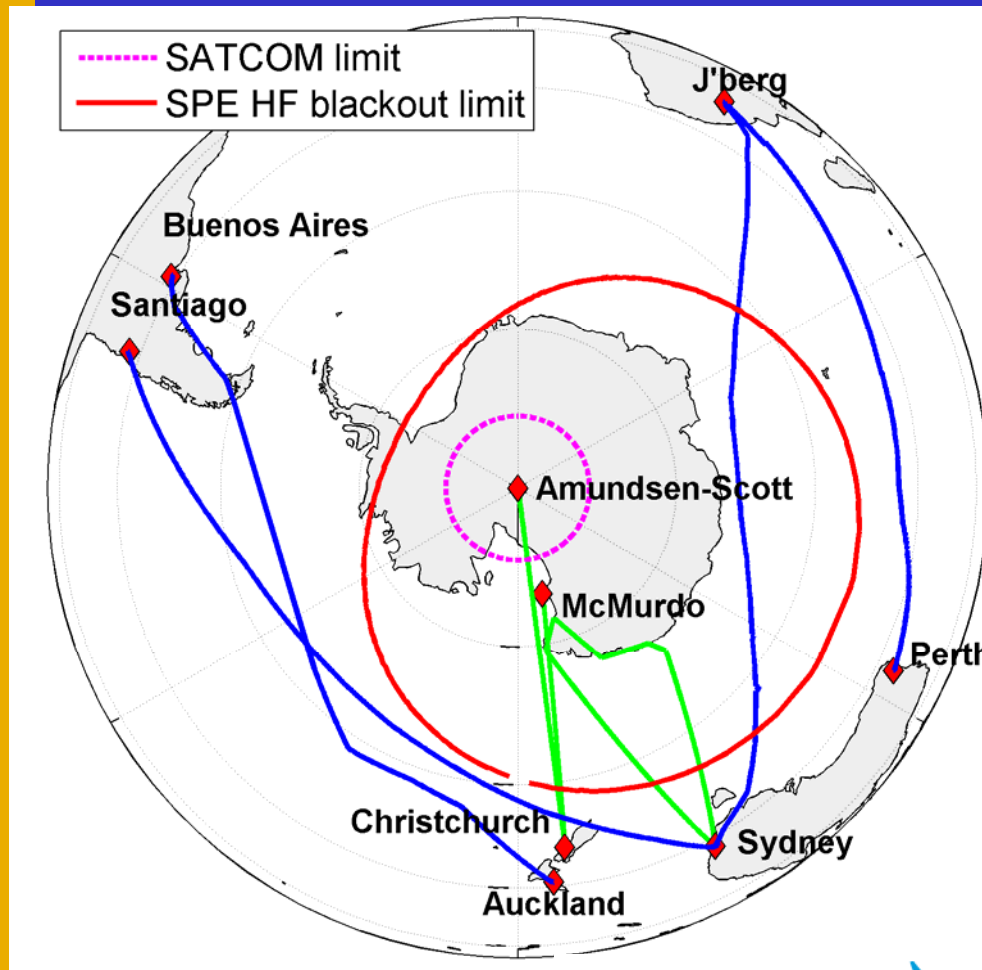 SATCOM limit
SPE HF blackout limit
J'berg
Buenos Aires
Santiago
Amundsen-Scott
McMurdo
Perth
Christchurch
Sydney
Auckland